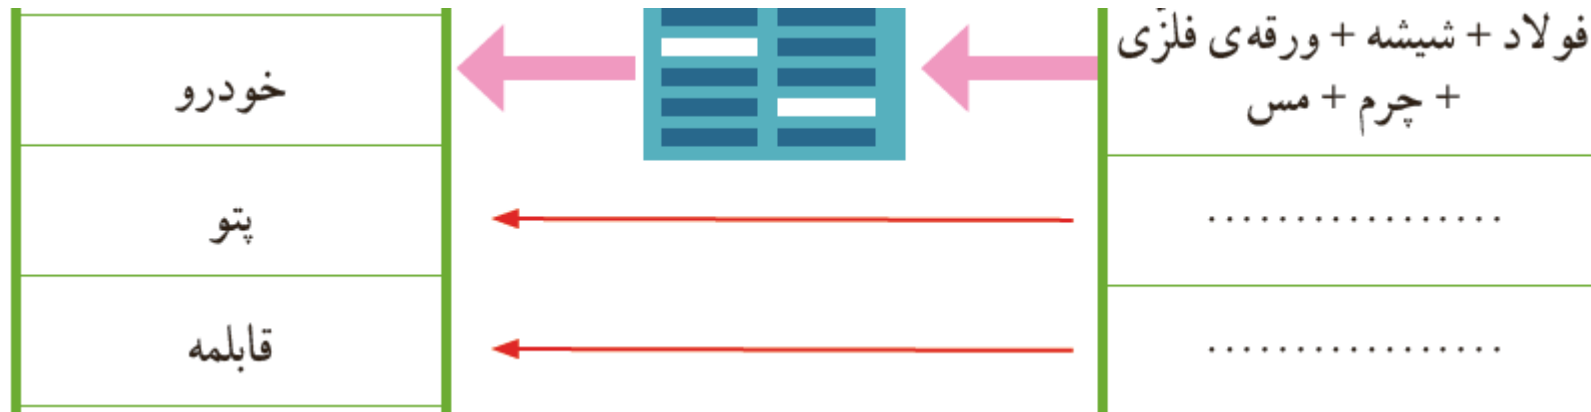 فولاد + شیشه + ورقه‌ی فلزی
+ چرم + مس
خودرو
.................
پتو
.................
قابلمه